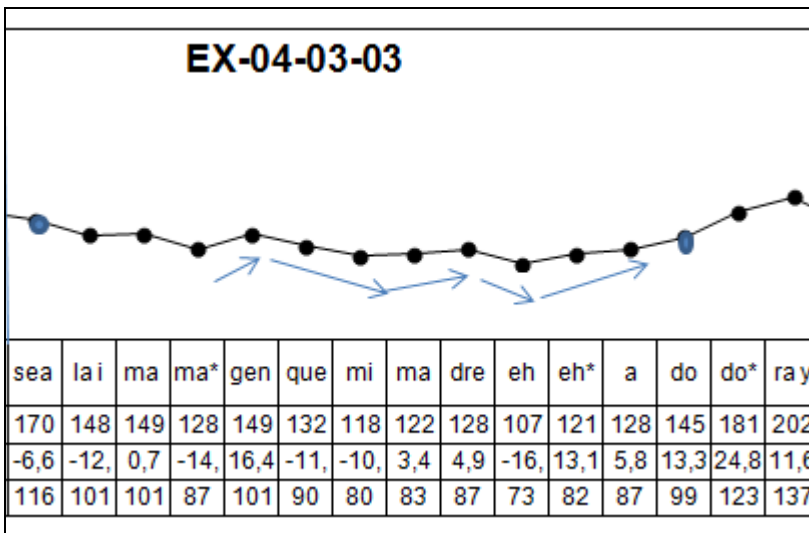 EX-04-03-03
sea lai ma ma* gen que mi ma dre eh eh* a do do* ray
170 148 149 128 149 132 118 122 128 107 121 128 145 181 202
-6,6 -12, 0,7 -14, 16,4 -11, -10, 3,4 4,9 -16, 13,1 5,8 13,3 24,8 11,6
116 101 101 87 101 90 80 83 87 73 82 87 99 123 137